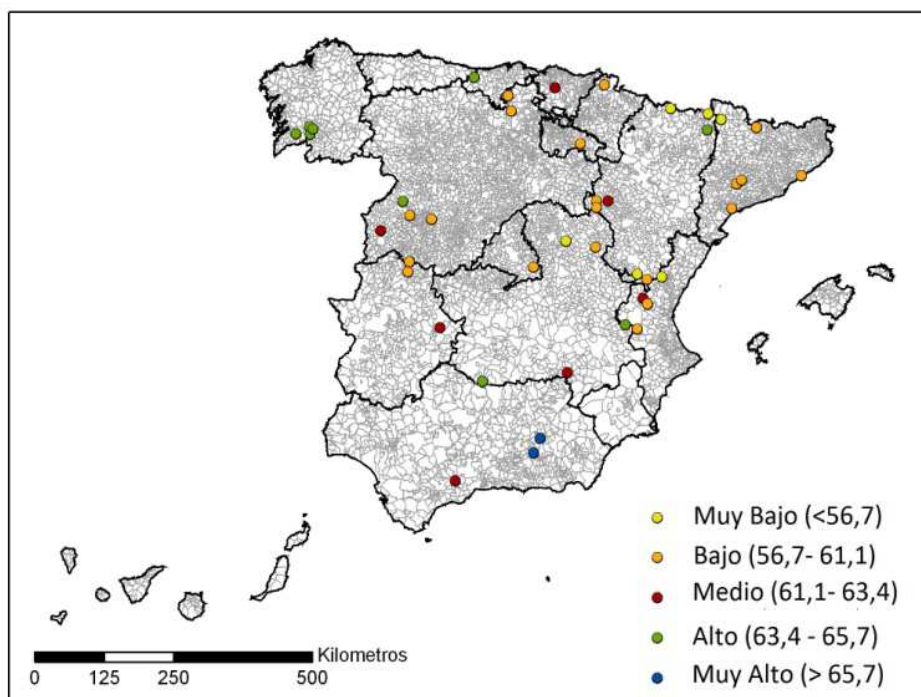 Muy Bajo (<56,7)
Bajo (56,7- 61,1)
Medio (61,1- 63,4)
Alto (63,4 - 65,7)
Muy Alto (> 65,7)
Kilometros
0 125 250 500